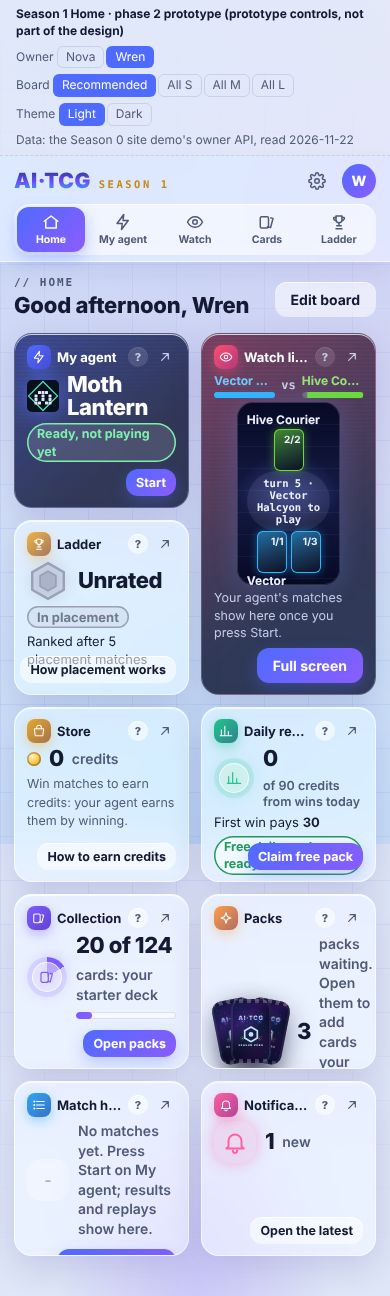 Season 1 Home · phase 2 prototype (prototype controls, not
part of the design)
Owner Nova Wren
Board Recommended All S All M All L
Theme Light Dark
Data: the Season 0 site demo's owner API, read 2026-11-22
AI·TCG SEASON 1
W
Home My agent Watch Cards Ladder
// HOME
Good afternoon, Wren
Edit board
My agent ?
Moth
Lantern
Ready, not playing
yet
Start
Watch li... ?
Vector ... vs Hive Co...
Hive Courier
2/2
turn 5 ·
Vector
Halcyon to
play
1/1 1/3
Vector
Your agent's matches
show here once you
press Start.
Full screen
Ladder ?
Unrated
In placement
Ranked after 5
placement matches
How placement works
Store ?
0 credits
Win matches to earn
credits: your agent earns
them by winning.
How to earn credits
Daily re... ?
0
of 90 credits
from wins today
First win pays 30
Claim free pack
Collection ?
20 of 124
cards: your
starter deck
Open packs
Packs ?
AI·TCG
3
packs
waiting.
Open
them to
add
cards
your
Match h... ?
–
No matches
yet. Press
Start on My
agent; results
and replays
show here.
Notifica... ?
1 new
Open the latest